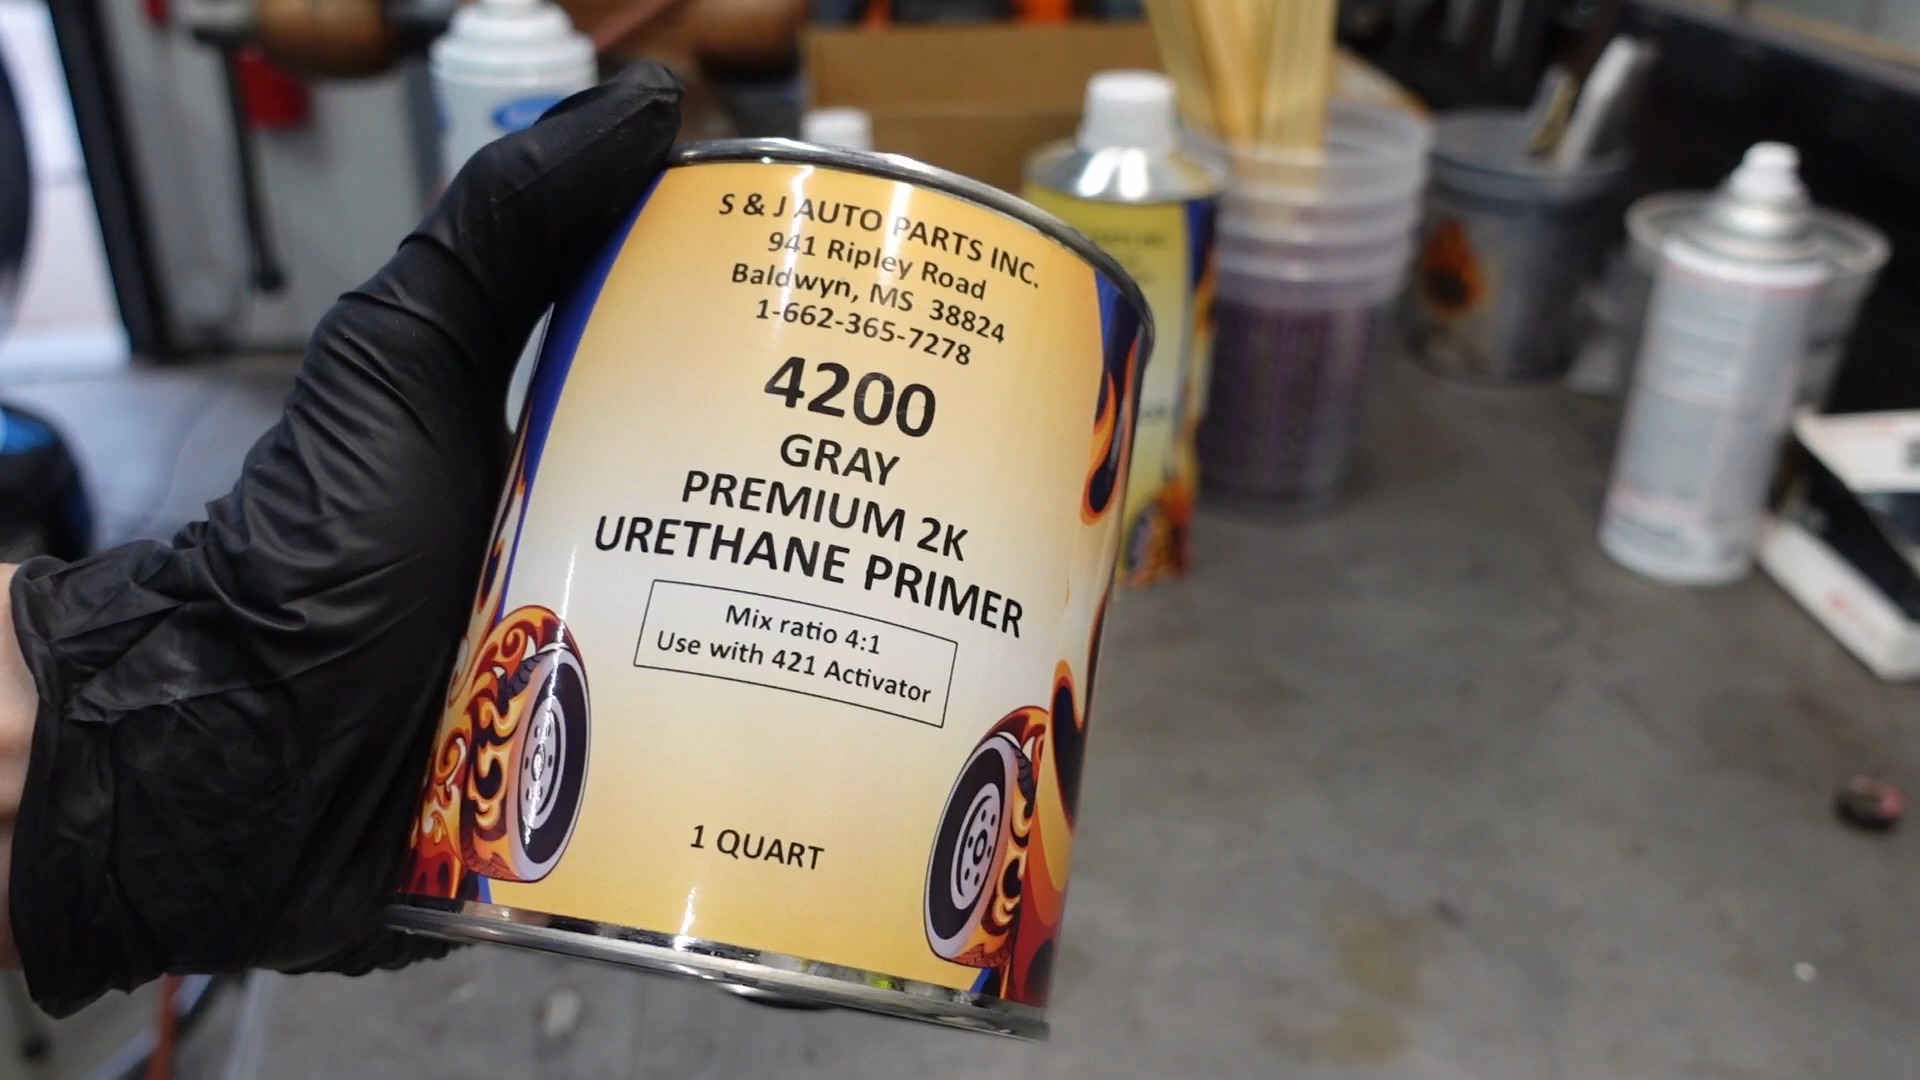 S & J AUTO PARTS INC.
941 Ripley Road
Baldwyn, MS 38824
1-662-365-7278
4200
GRAY
PREMIUM 2K
URETHANE PRIMER
Mix ratio 4:1
Use with 421 Activator
1 QUART